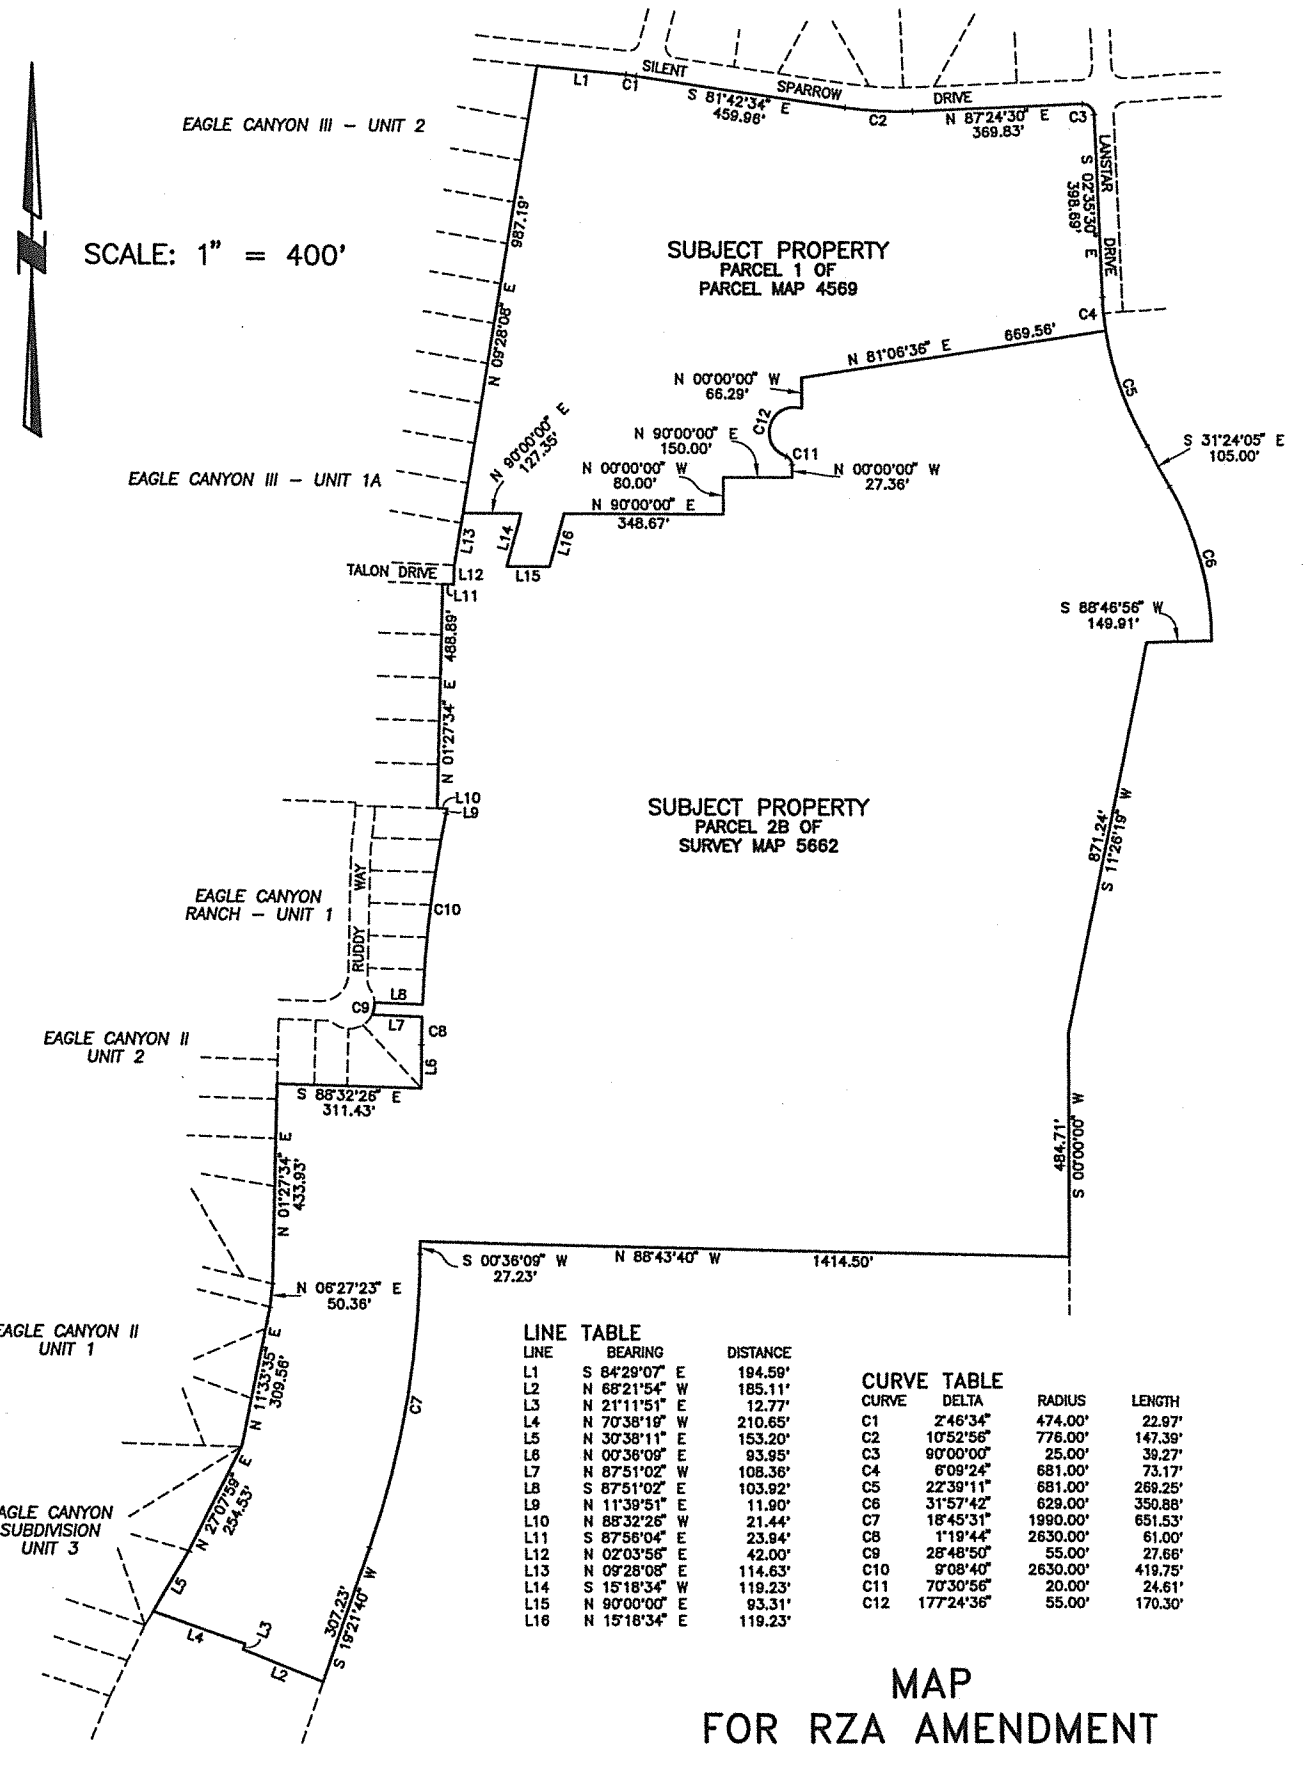 SILENT
SPARROW
DRIVE
L1
C1
S 81°42'34" E
459.96'
C2
N 87°24'30" E
369.83'
C3
LANSTAR DRIVE
S 02°35'30" E
398.69'
EAGLE CANYON III - UNIT 2
SCALE: 1" = 400'
987.19'
N 09°28'08" E
SUBJECT PROPERTY
PARCEL 1 OF
PARCEL MAP 4569
C4
N 81°06'36" E 669.56'
N 00°00'00" W
66.29'
C5
C12
N 90°00'00" E
127.35'
N 90°00'00" E
150.00'
C11
S 31°24'05" E
105.00'
EAGLE CANYON III - UNIT 1A
N 00°00'00" W
80.00'
N 00°00'00" W
27.36'
N 90°00'00" E
348.67'
L13
L14
L16
C6
TALON DRIVE
L12
L15
L11
S 88°46'56" W
149.91'
488.89'
N 01°27'34" E
L10
L9
SUBJECT PROPERTY
PARCEL 2B OF
SURVEY MAP 5662
871.24'
S 11°26'19" W
RUDDY WAY
EAGLE CANYON
RANCH - UNIT 1
C10
L8
C9
L7
C8
EAGLE CANYON II
UNIT 2
L6
S 88°32'26" E
311.43'
484.71'
S 00°00'00" W
N 01°27'34" E
433.93'
S 00°36'09" W
27.23'
N 88°43'40" W 1414.50'
N 06°27'23" E
50.36'
EAGLE CANYON II
UNIT 1
N 11°33'35" E
309.56'
C7
N 27°07'59" E
254.53'
CANYON
SUBDIVISION
UNIT 3
L5
L4
L3
L2
307.23'
S 19°21'40" W
LINE TABLE
LINE BEARING DISTANCE
L1 S 84°29'07" E 194.59'
L2 N 68°21'54" W 185.11'
L3 N 21°11'51" E 12.77'
L4 N 70°38'19" W 210.65'
L5 N 30°38'11" E 153.20'
L6 N 00°36'09" E 93.95'
L7 N 87°51'02" W 108.36'
L8 S 87°51'02" E 103.92'
L9 N 11°39'51" E 11.90'
L10 N 88°32'26" W 21.44'
L11 S 87°56'04" E 23.94'
L12 N 02°03'56" E 42.00'
L13 N 09°28'08" E 114.63'
L14 S 15°18'34" W 119.23'
L15 N 90°00'00" E 93.31'
L16 N 15°18'34" E 119.23'
CURVE TABLE
CURVE DELTA RADIUS LENGTH
C1 2°46'34" 474.00' 22.97'
C2 10°52'56" 776.00' 147.39'
C3 90°00'00" 25.00' 39.27'
C4 6°09'24" 681.00' 73.17'
C5 22°39'11" 681.00' 269.25'
C6 31°57'42" 629.00' 350.88'
C7 18°45'31" 1990.00' 651.53'
C8 1°19'44" 2630.00' 61.00'
C9 28°48'50" 55.00' 27.66'
C10 9°08'40" 2630.00' 419.75'
C11 70°30'56" 20.00' 24.61'
C12 177°24'36" 55.00' 170.30'
MAP
FOR RZA AMENDMENT